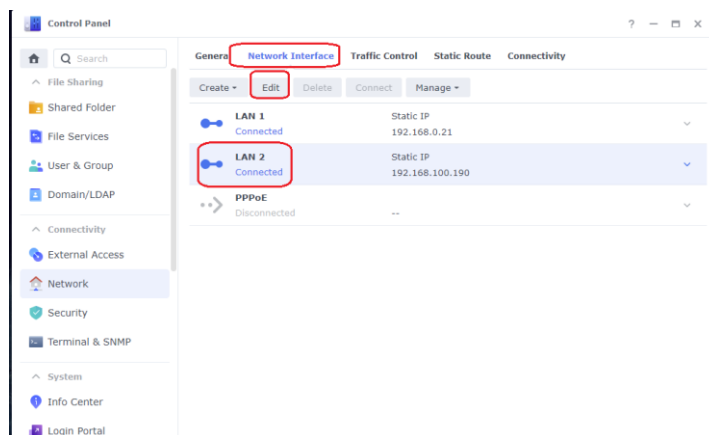 Control Panel
? 
Search
Genera Network Interface Traffic Control Static Route Connectivity
File Sharing
Create Edit Delete Connect Manage
Shared Folder
LAN 1 Static IP
Connected 192.168.0.21
File Services
LAN 2 Static IP
User & Group
Connected 192.168.100.190
Domain/LDAP
PPPoE
Disconnected --
Connectivity
External Access
Network
Security
Terminal & SNMP
System
Info Center
Login Portal